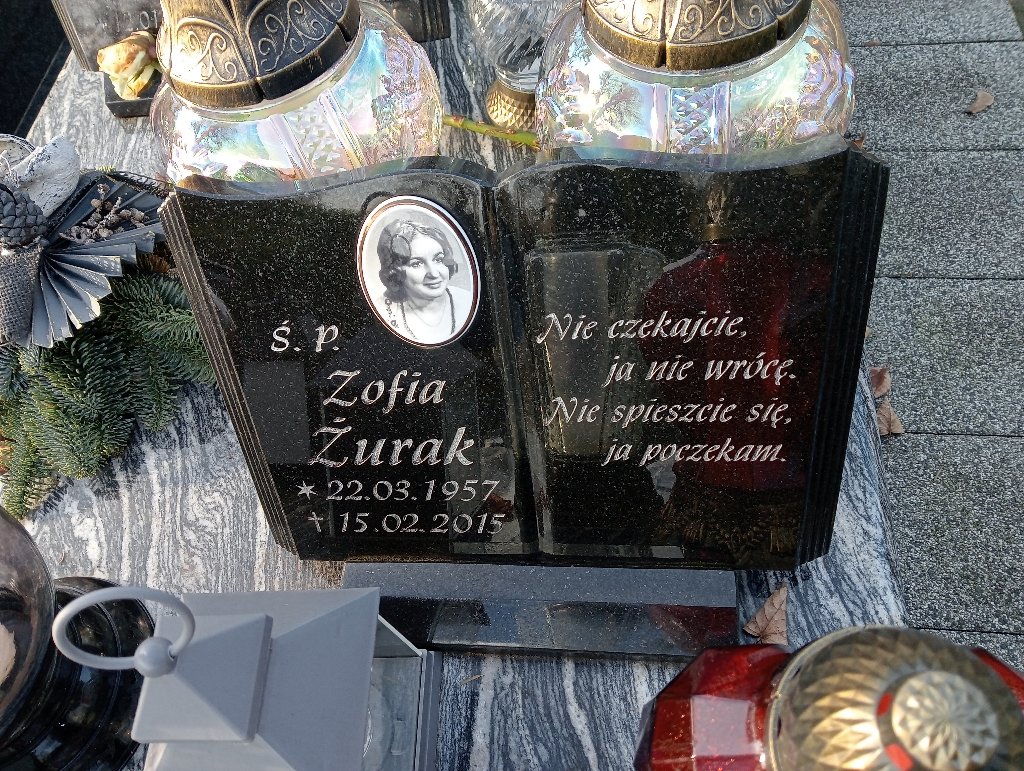 Ś. P.
Zofia
Żurak
* 22.03.1957
✝ 15.02.2015
Nie czekajcie,
ja nie wrócę.
Nie spieszcie się,
ja poczekam.